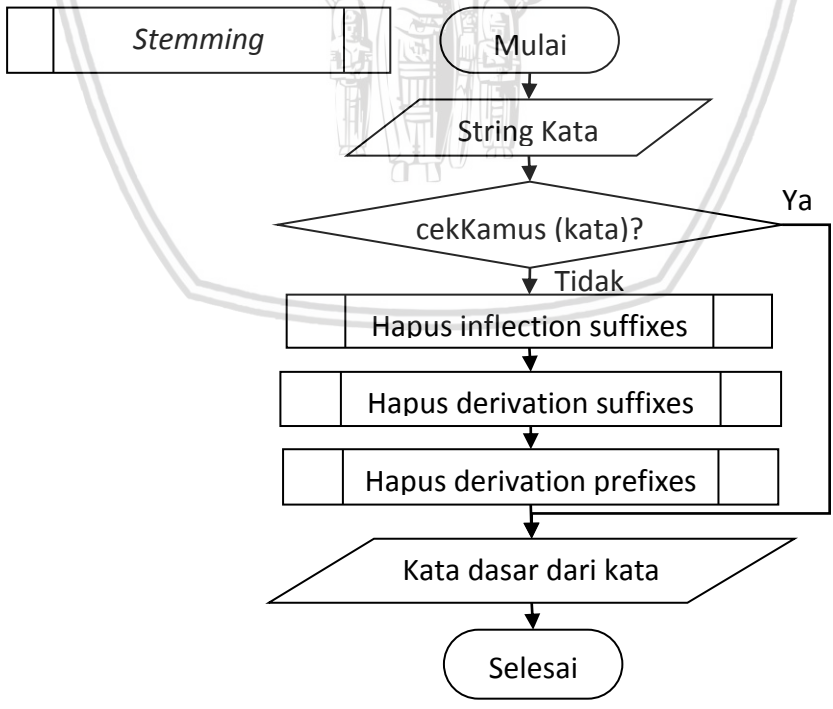 Stemming
Mulai
String Kata
cekKamus (kata)?
Ya
Tidak
Hapus inflection suffixes
Hapus derivation suffixes
Hapus derivation prefixes
Kata dasar dari kata
Selesai